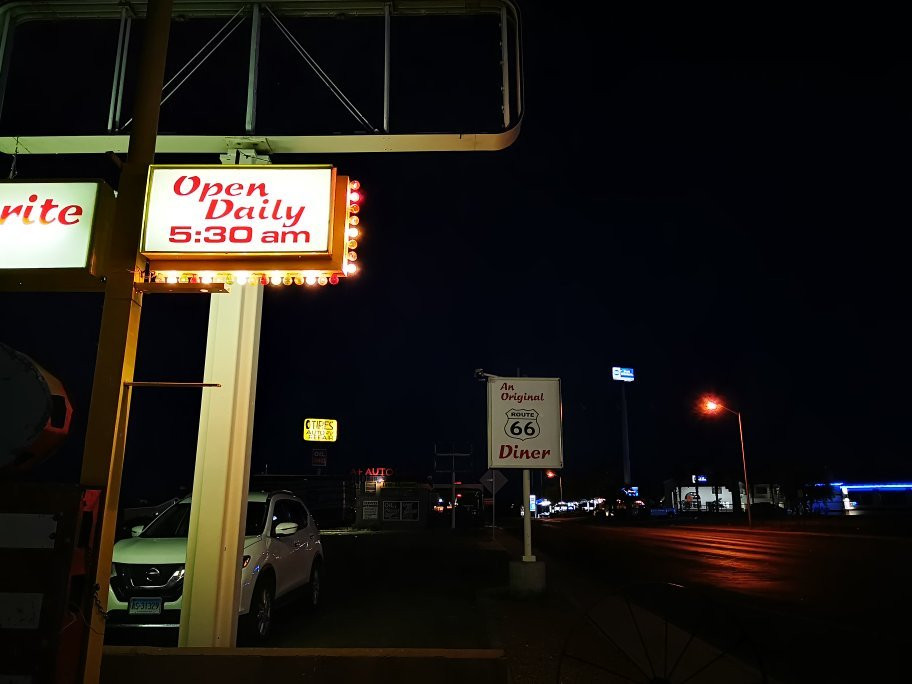 rite
Open
Daily
5:30 am
An
Original
ROUTE
66
Diner
TIRES
AUTO